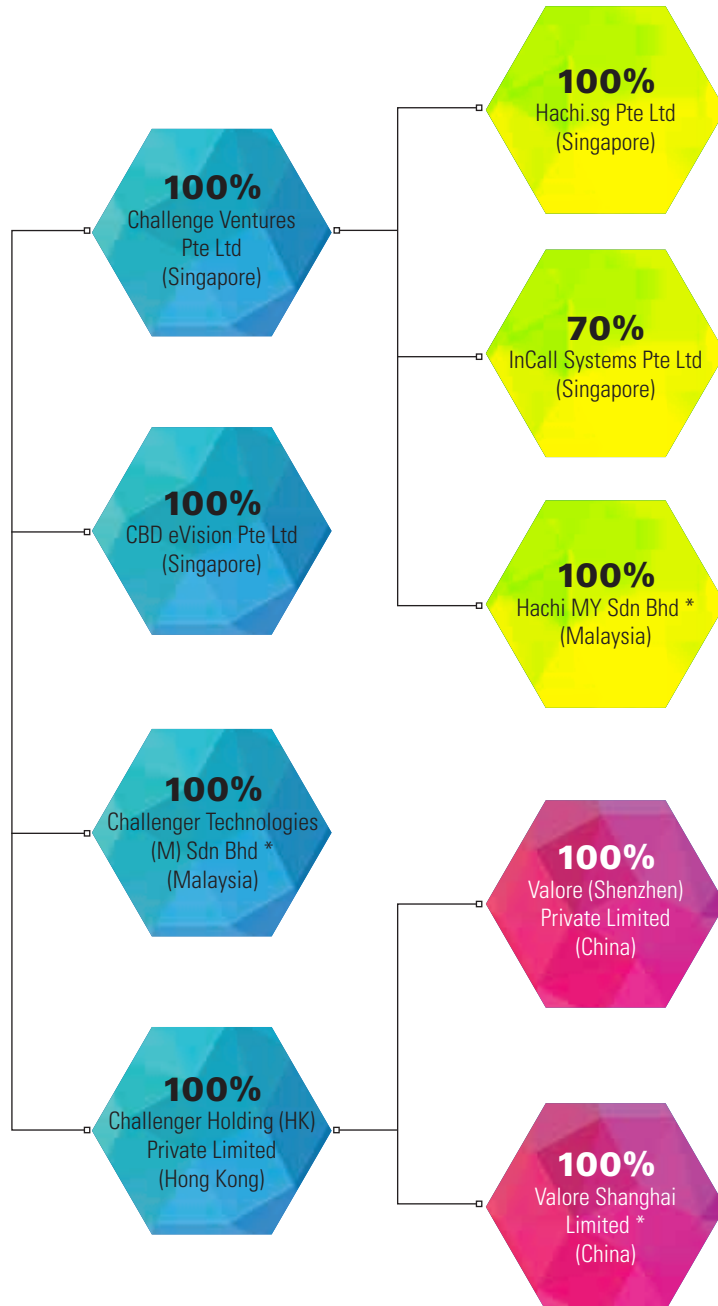 100%
Challenge Ventures
Pte Ltd
(Singapore)
100%
Hachi.sg Pte Ltd
(Singapore)
70%
InCall Systems Pte Ltd
(Singapore)
100%
Hachi MY Sdn Bhd *
(Malaysia)
100%
CBD eVision Pte Ltd
(Singapore)
100%
Challenger Technologies
(M) Sdn Bhd *
(Malaysia)
100%
Challenger Holding (HK)
Private Limited
(Hong Kong)
100%
Valore (Shenzhen)
Private Limited
(China)
100%
Valore Shanghai
Limited *
(China)